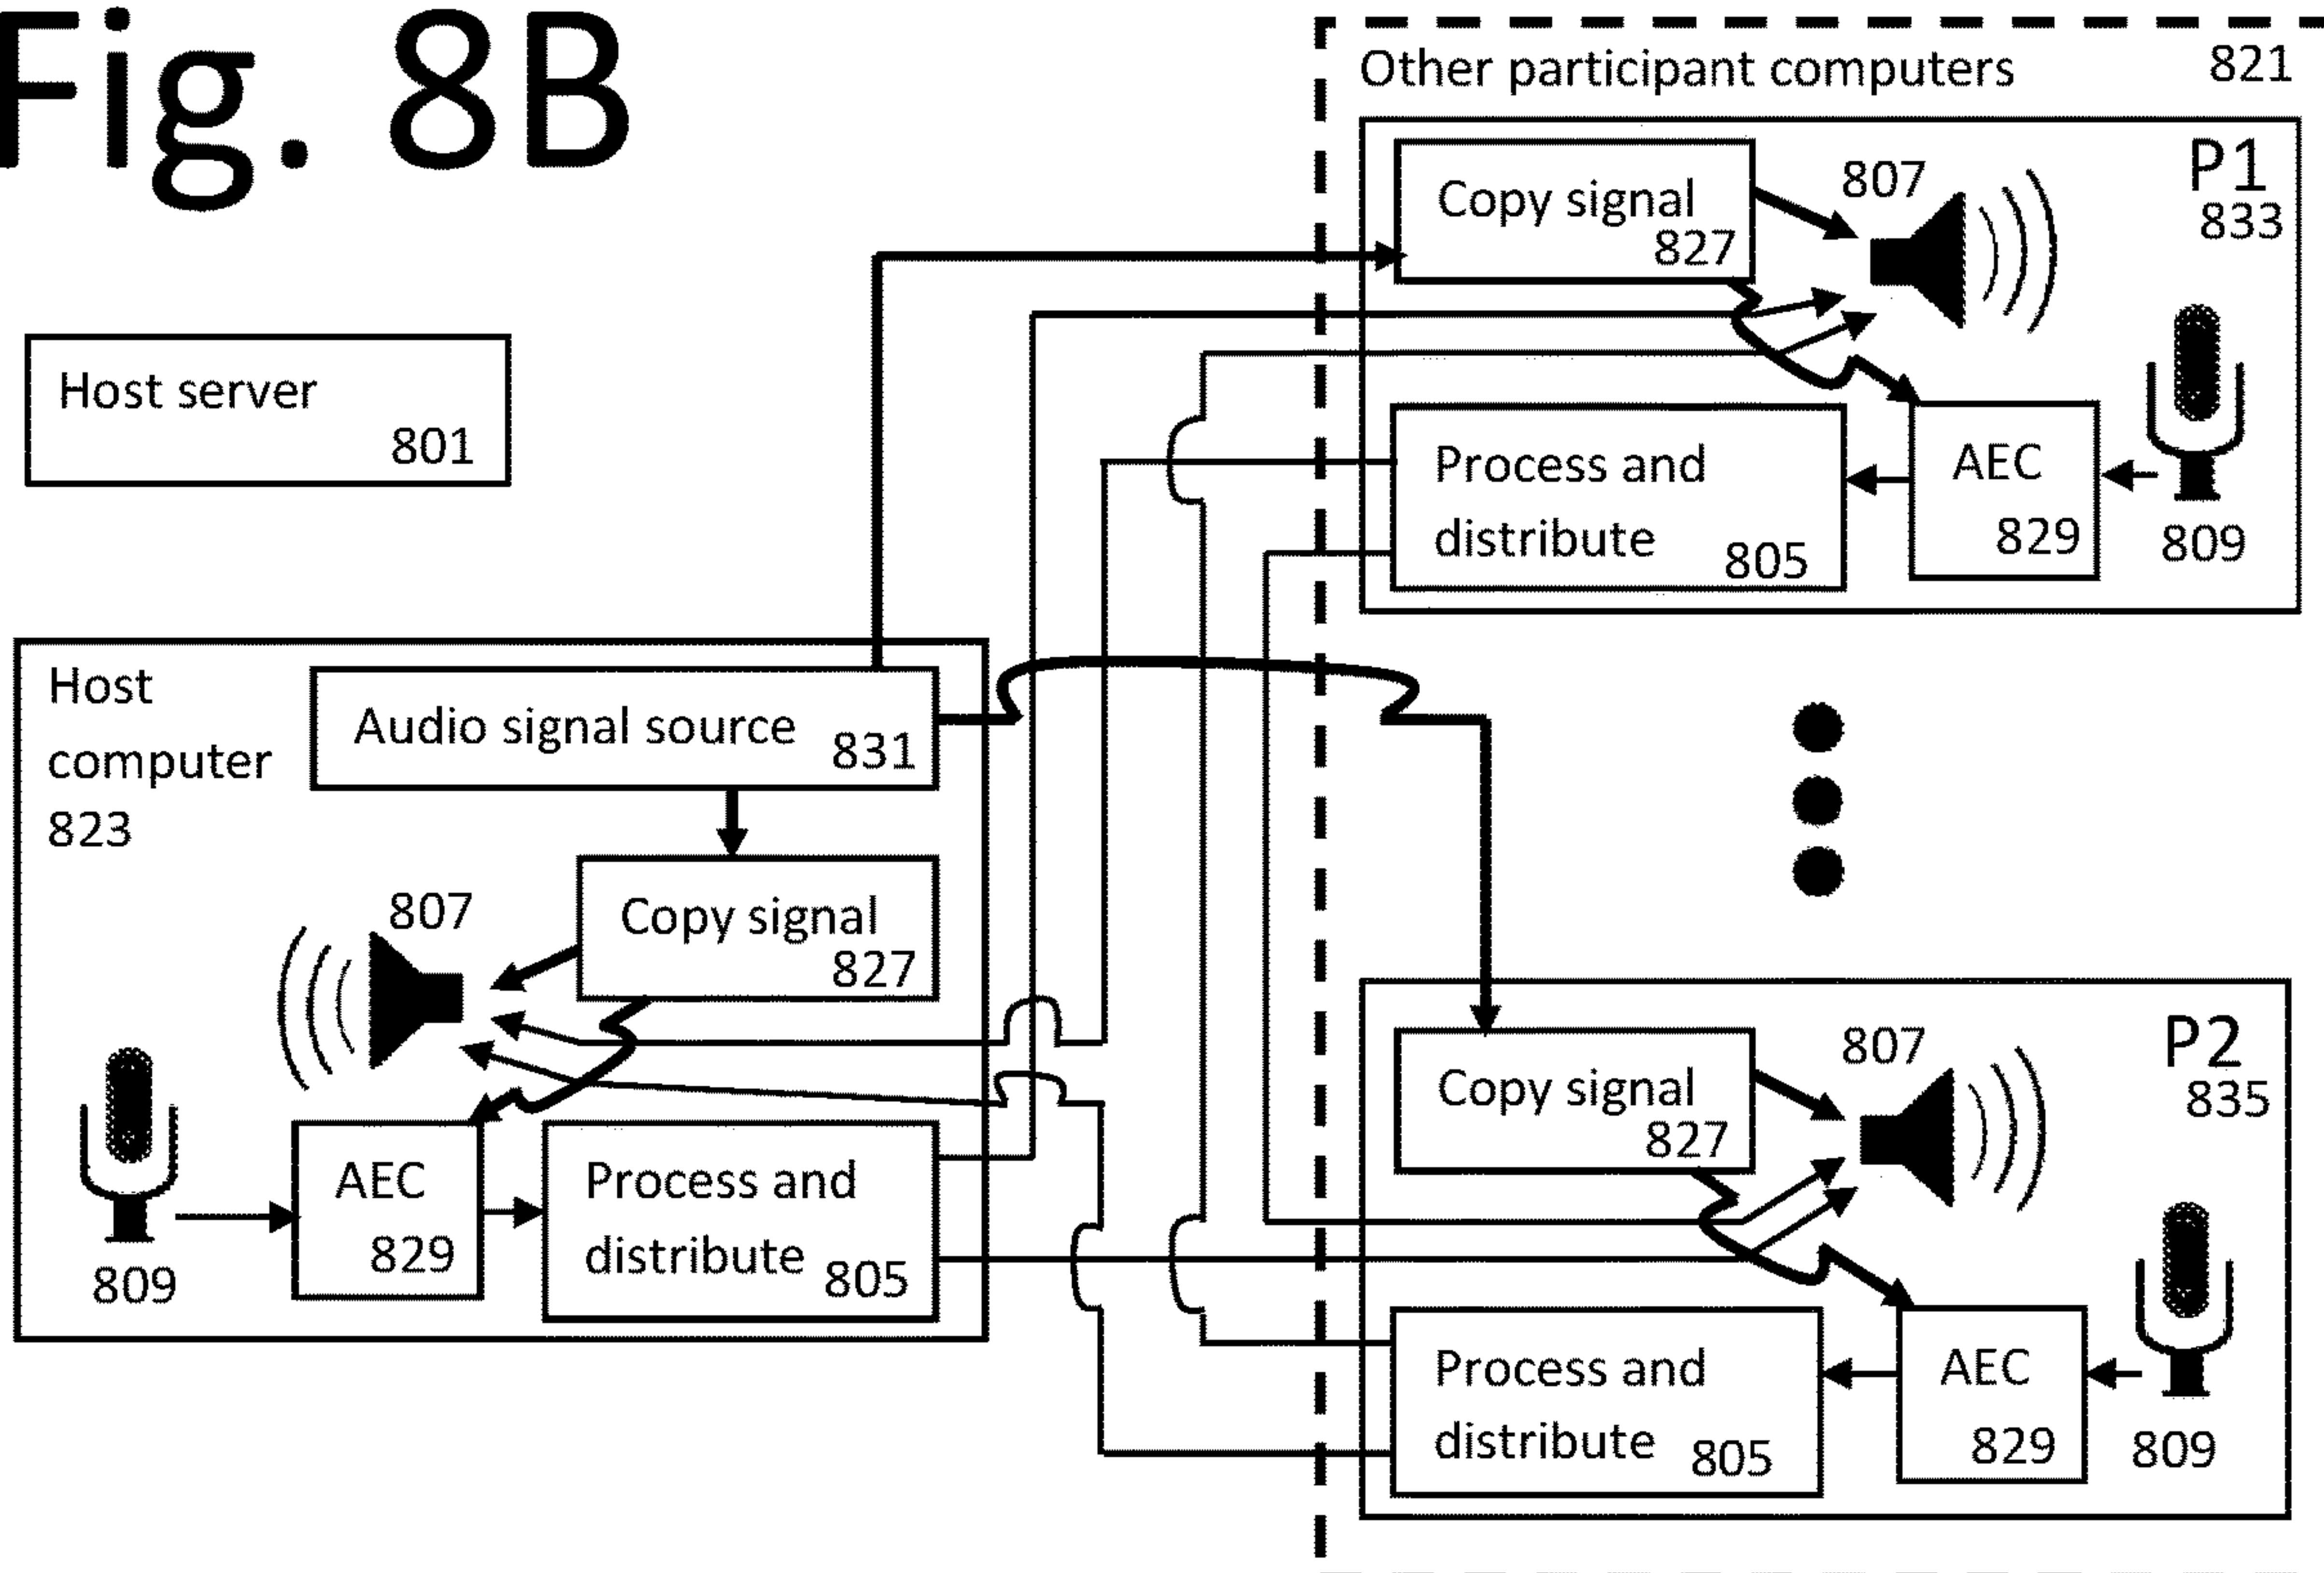 Fig. 8B
Other participant computers 821
Copy signal
827
807
P1
833
Process and
distribute
805
AEC
829
809
Host server
801
Host
computer
823
Audio signal source
831
Copy signal
827
807
809
AEC
829
Process and
distribute
805
Copy signal
827
807
P2
835
Process and
distribute
805
AEC
829
809